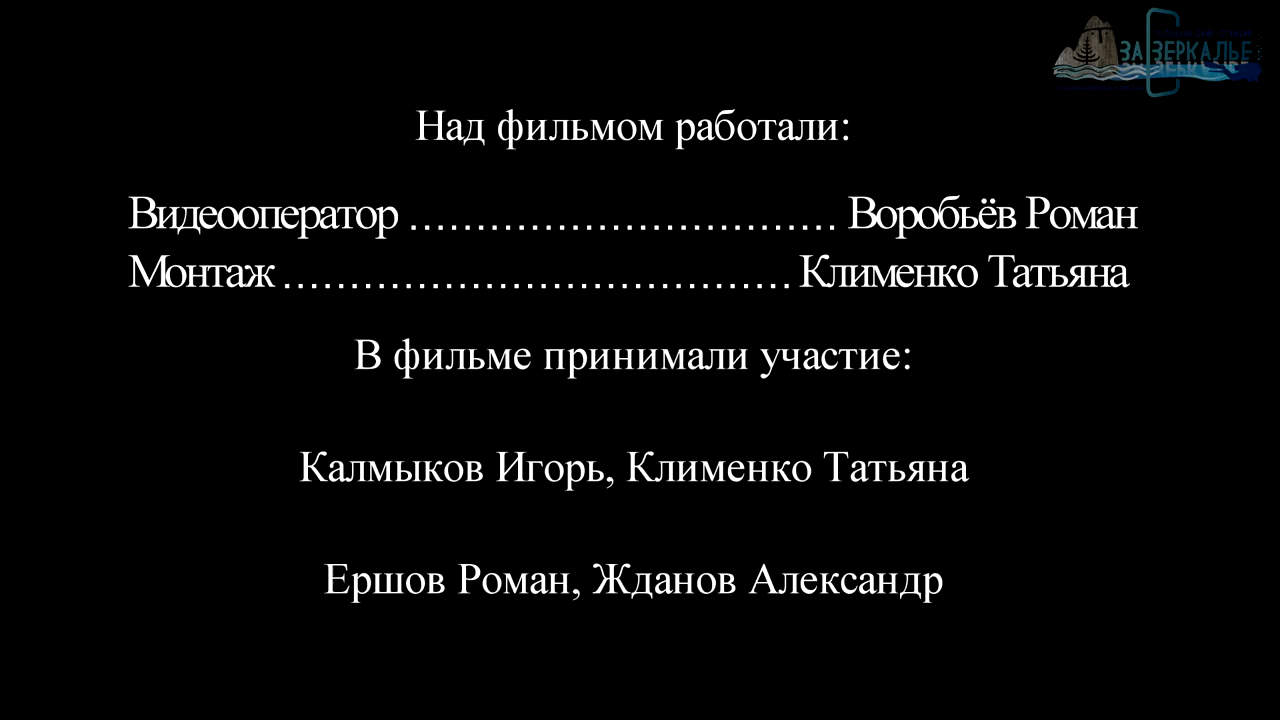 ЗАЗЕРКАЛЬЕ
Над фильмом работали:
Видеооператор ................................ Воробьёв Роман
Монтаж ...................................... Клименко Татьяна
В фильме принимали участие:
Калмыков Игорь, Клименко Татьяна
Ершов Роман, Жданов Александр